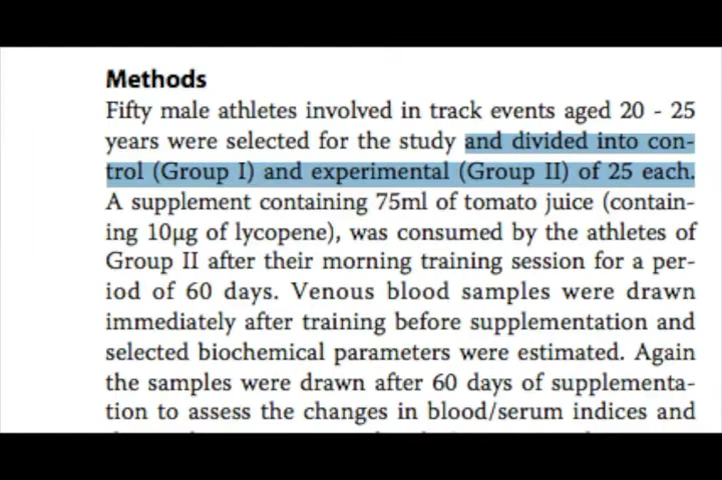 Methods
Fifty male athletes involved in track events aged 20 - 25
years were selected for the study and divided into con-
trol (Group I) and experimental (Group II) of 25 each.
A supplement containing 75ml of tomato juice (contain-
ing 10μg of lycopene), was consumed by the athletes of
Group II after their morning training session for a per-
iod of 60 days. Venous blood samples were drawn
immediately after training before supplementation and
selected biochemical parameters were estimated. Again
the samples were drawn after 60 days of supplementa-
tion to assess the changes in blood/serum indices and